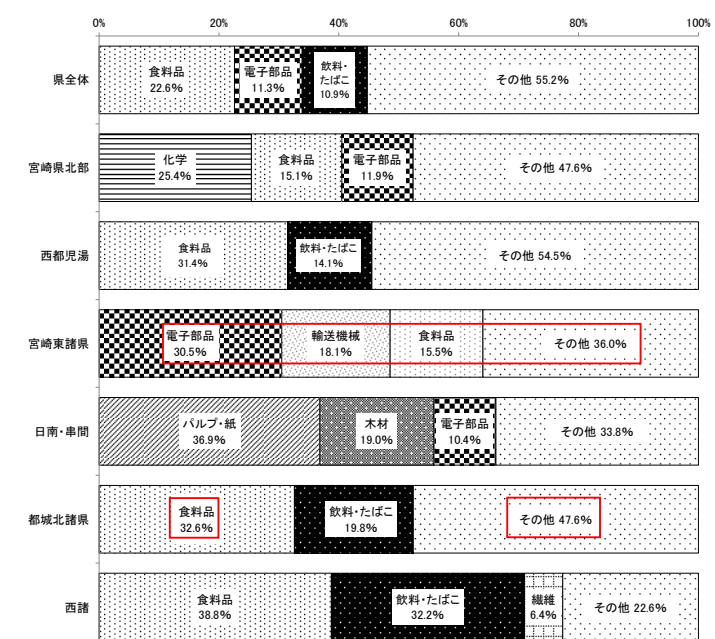 0%
20%
40%
60%
80%
100%
県全体
食料品
22.6%
電子部品
11.3%
飲料・
たばこ
10.9%
その他 55.2%
宮崎県北部
化学
25.4%
食料品
15.1%
電子部品
11.9%
その他 47.6%
西都児湯
食料品
31.4%
飲料・たばこ
14.1%
その他 54.5%
宮崎東諸県
電子部品
30.5%
輸送機械
18.1%
食料品
15.5%
その他 36.0%
日南・串間
パルプ・紙
36.9%
木材
19.0%
電子部品
10.4%
その他 33.8%
都城北諸県
食料品
32.6%
飲料・たばこ
19.8%
その他 47.6%
西諸
食料品
38.8%
飲料・たばこ
32.2%
繊維
6.4%
その他 22.6%